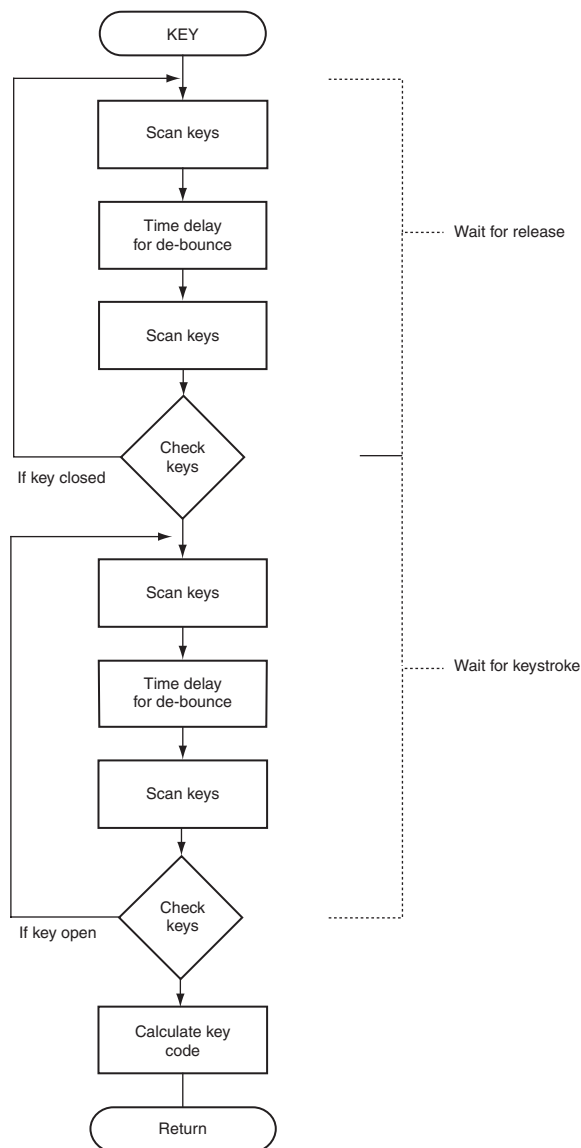 KEY
Scan keys
Time delay
for de-bounce
Wait for release
Scan keys
Check
keys
If key closed
Scan keys
Time delay
for de-bounce
Wait for keystroke
Scan keys
Check
keys
If key open
Calculate key
code
Return